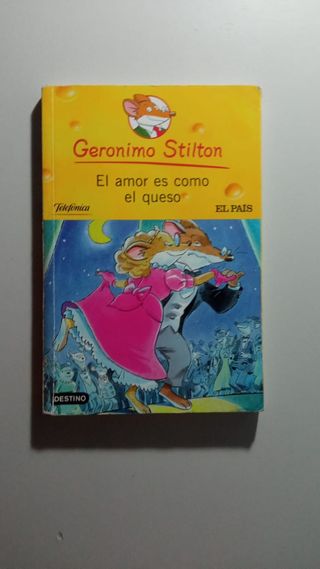 Geronimo Stilton
El amor es como
el queso
Telefónica
EL PAÍS
DESTINO